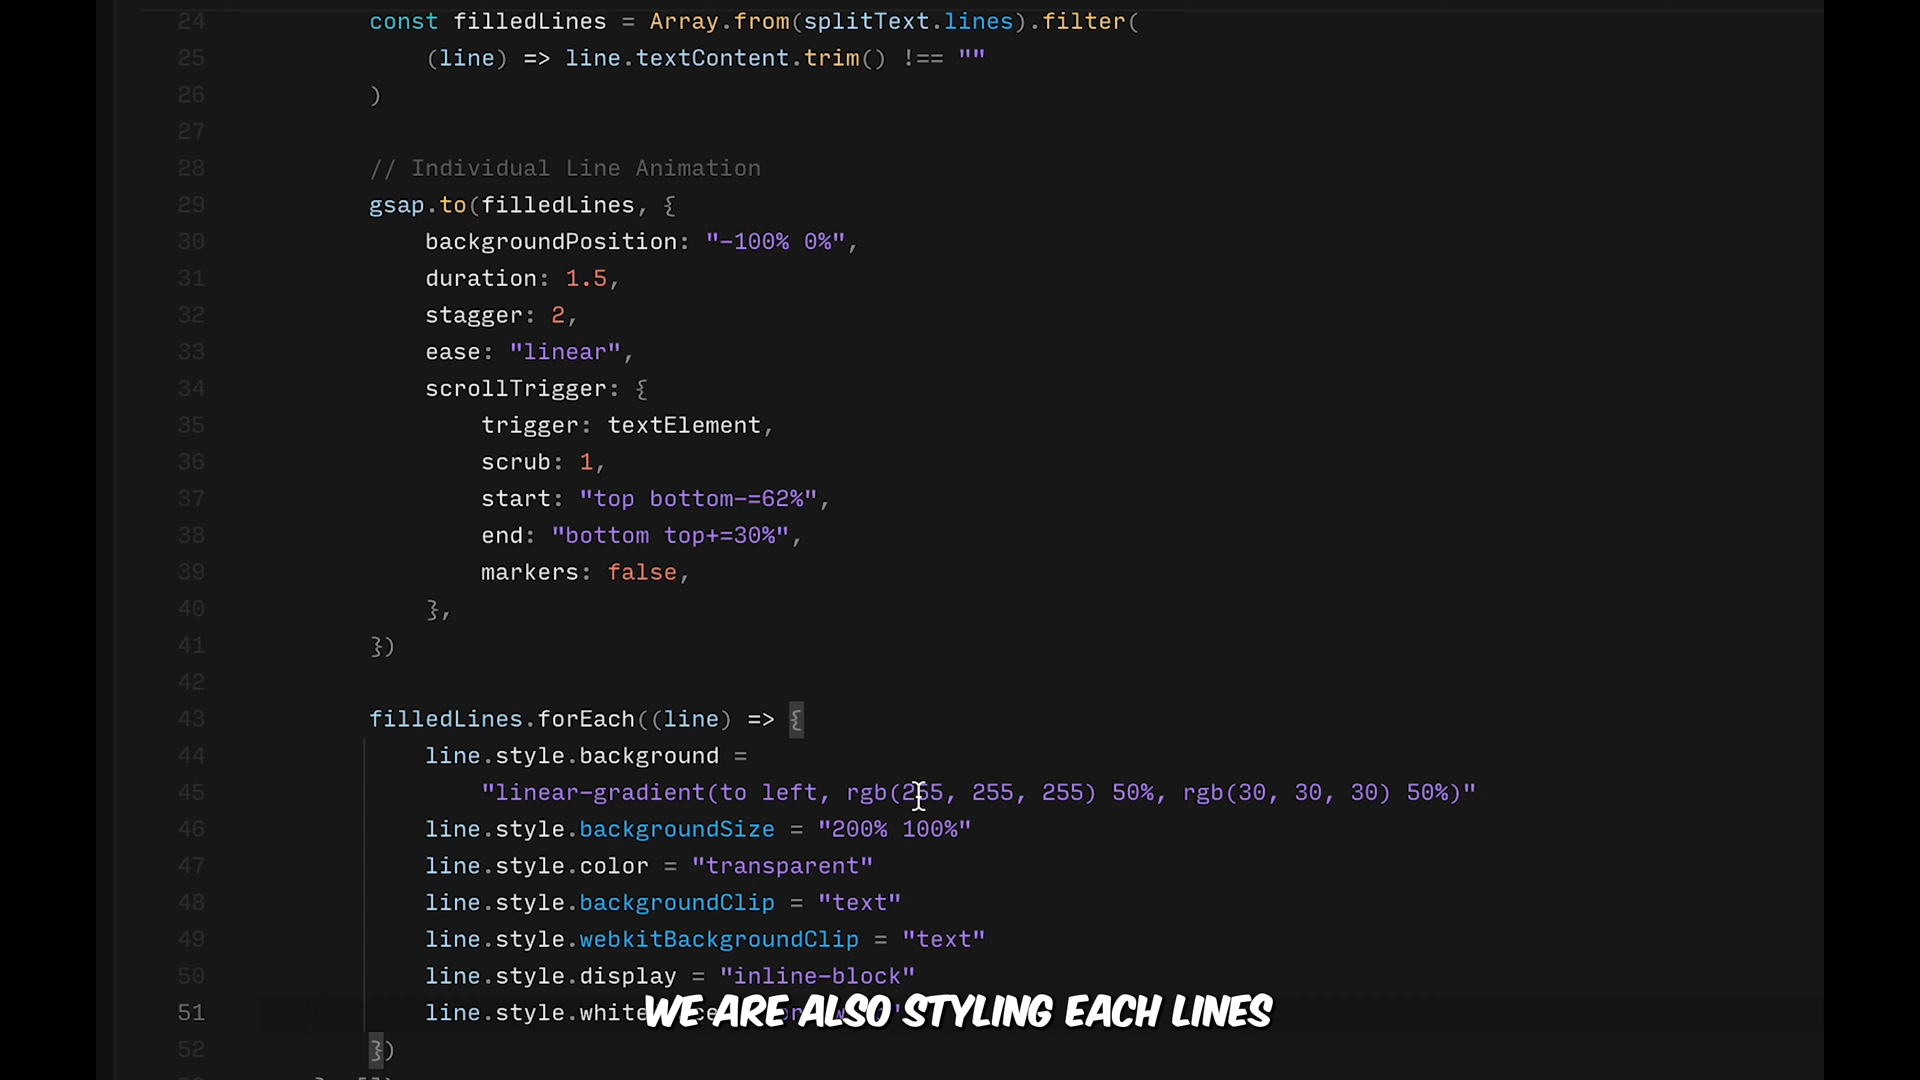 24 const filledLines = Array.from(splitText.lines).filter(
25 (line) => line.textContent.trim() !== ""
26 )
27
28 // Individual Line Animation
29 gsap.to(filledLines, {
30 backgroundPosition: "-100% 0%",
31 duration: 1.5,
32 stagger: 2,
33 ease: "linear",
34 scrollTrigger: {
35 trigger: textElement,
36 scrub: 1,
37 start: "top bottom-=62%",
38 end: "bottom top+=30%",
39 markers: false,
40 },
41 })
42
43 filledLines.forEach((line) => {
44 line.style.background =
45 "linear-gradient(to left, rgb(255, 255, 255) 50%, rgb(30, 30, 30) 50%)"
46 line.style.backgroundSize = "200% 100%"
47 line.style.color = "transparent"
48 line.style.backgroundClip = "text"
49 line.style.webkitBackgroundClip = "text"
50 line.style.display = "inline-block"
51 line.style.
WE ARE ALSO STYLING EACH LINES
52 })